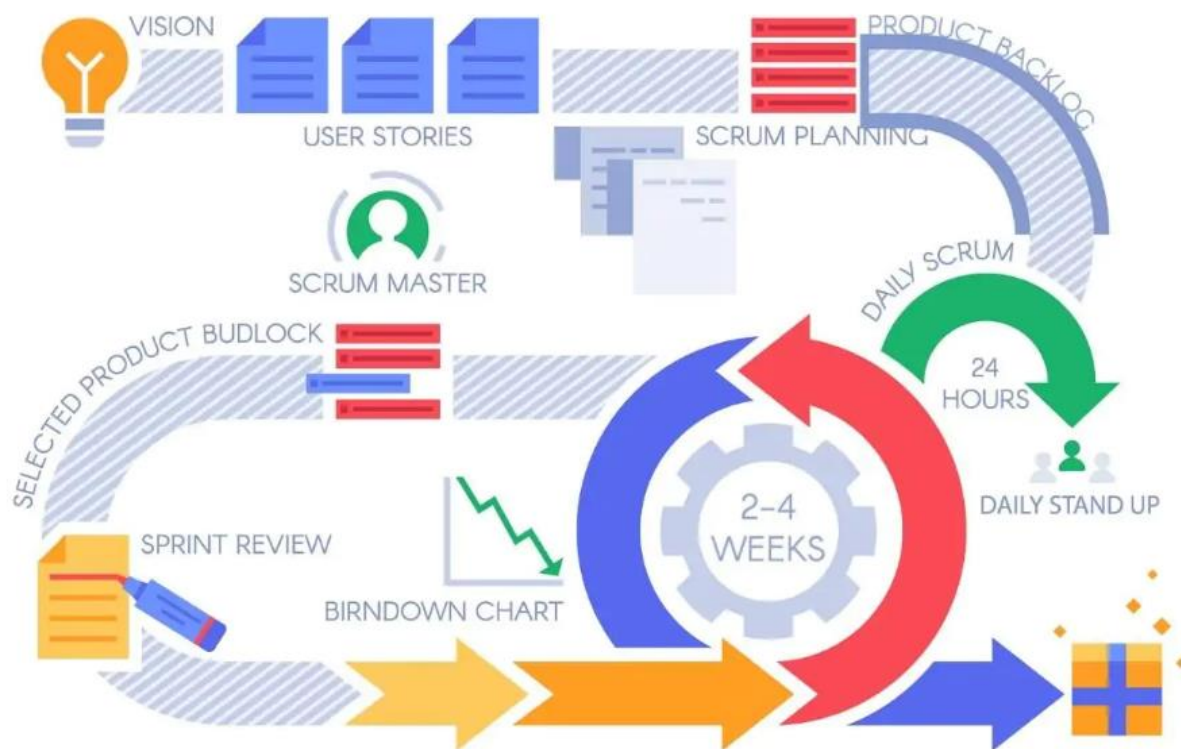 VISION
USER STORIES
SCRUM PLANNING
PRODUCT BACKLOG
SCRUM MASTER
DAILY SCRUM
24
HOURS
DAILY STAND UP
SELECTED PRODUCT BUDLOCK
2-4
WEEKS
SPRINT REVIEW
BIRNDOWN CHART